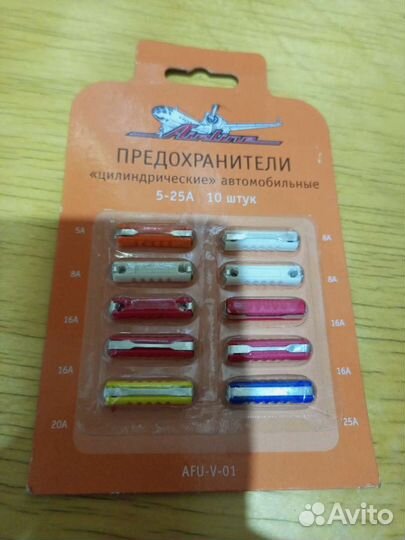 Airline
ПРЕДОХРАНИТЕЛИ
«цилиндрические» автомобильные
5-25А 10 штук
5А 8А
8А 8А
16А 16А
16А 16А
20А 25А
AFU-V-01
Avito